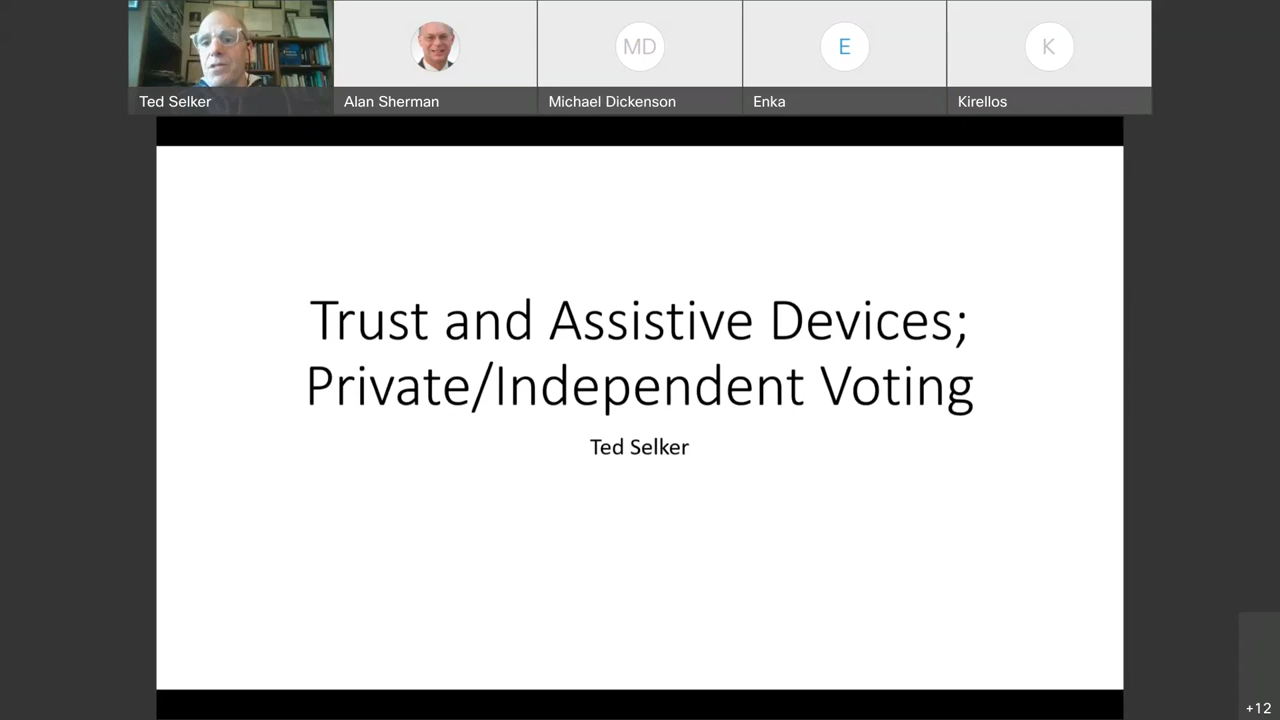 Ted Selker
Alan Sherman
MD
Michael Dickenson
E
Enka
K
Kirellos
Trust and Assistive Devices;
Private/Independent Voting
Ted Selker
+12